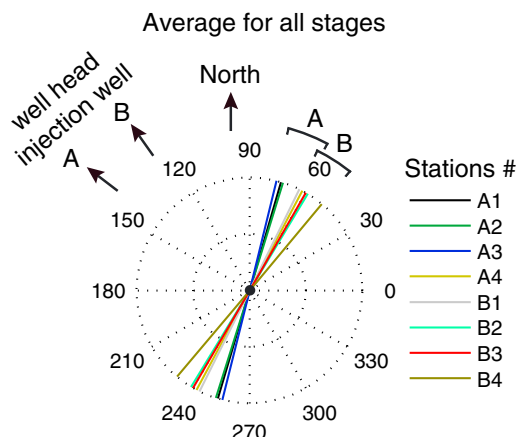 Average for all stages
well head
injection well
A
B
North
A
B
90
60
30
0
330
300
270
240
210
180
150
120
Stations #
A1
A2
A3
A4
B1
B2
B3
B4